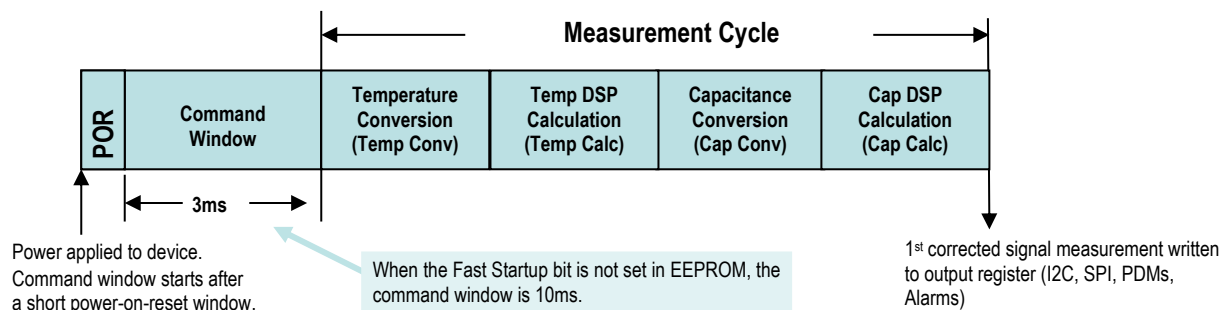 Measurement Cycle
POR
Command
Window
Temperature
Conversion
(Temp Conv)
Temp DSP
Calculation
(Temp Calc)
Capacitance
Conversion
(Cap Conv)
Cap DSP
Calculation
(Cap Calc)
3ms
Power applied to device.
Command window starts after
a short power-on-reset window.
When the Fast Startup bit is not set in EEPROM, the
command window is 10ms.
1st corrected signal measurement written
to output register (I2C, SPI, PDMs,
Alarms)